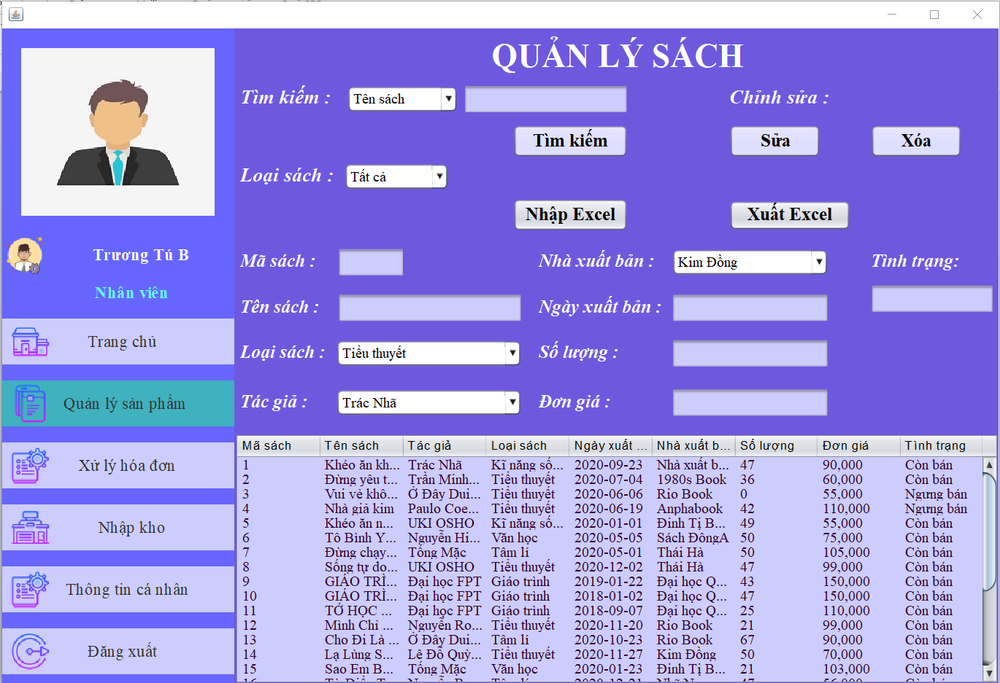 QUẢN LÝ SÁCH
Tìm kiếm : Tên sách Chỉnh sửa :
Tìm kiếm Sửa Xóa
Loại sách : Tất cả
Nhập Excel Xuất Excel
Trương Tú B
Nhân viên
Trang chủ
Quản lý sản phẩm
Xử lý hóa đơn
Nhập kho
Thông tin cá nhân
Đăng xuất
Mã sách : Nhà xuất bản : Kim Đồng Tình trạng:
Tên sách : Ngày xuất bản :
Loại sách : Tiểu thuyết Số lượng :
Tác giả : Trác Nhã Đơn giá :
Mã sách Tên sách Tác giả Loại sách Ngày xuất ... Nhà xuất b... Số lượng Đơn giá Tình trạng
1 Khéo ăn kh... Trác Nhã Kĩ năng số... 2020-09-23 Nhà xuất b... 47 90,000 Còn bán
2 Đừng yêu t... Trần Minh... Tiểu thuyết 2020-07-04 1980s Book 36 60,000 Còn bán
3 Vui vẻ khô... Ở Đây Dui... Tiểu thuyết 2020-06-06 Rio Book 0 55,000 Ngưng bán
4 Nhà giả kim Paulo Coe... Tiểu thuyết 2020-06-19 Anphabook 42 110,000 Ngưng bán
5 Khéo ăn n... UKI OSHO Kĩ năng số... 2020-01-01 Đinh Tị B... 49 55,000 Còn bán
6 Tô Bình Y... Nguyễn Hi... Văn học 2020-05-05 Sách ĐôngA 50 75,000 Còn bán
7 Đừng chạy... Tống Mặc Tâm lí 2020-05-01 Thái Hà 50 105,000 Còn bán
8 Sống tự do... UKI OSHO Tiểu thuyết 2020-12-02 Thái Hà 47 99,000 Còn bán
9 GIÁO TRÌ... Đại học FPT Giáo trình 2019-01-22 Đại học Q... 43 150,000 Còn bán
10 GIÁO TRÌ... Đại học FPT Giáo trình 2018-01-02 Đại học Q... 47 150,000 Còn bán
11 TỚ HỌC ... Đại học FPT Giáo trình 2018-09-07 Đại học Q... 25 110,000 Còn bán
12 Mình Chỉ ... Nguyễn Ro... Tiểu thuyết 2020-11-20 Rio Book 21 99,000 Còn bán
13 Cho Đi Là ... Ở Đây Dui... Tâm lí 2020-10-23 Rio Book 67 90,000 Còn bán
14 Lạ Lùng S... Lê Đỗ Quỳ... Tiểu thuyết 2020-11-27 Kim Đồng 50 70,000 Còn bán
15 Sao Em B... Tống Mặc Văn học 2020-01-23 Đinh Tị B... 21 103,000 Còn bán